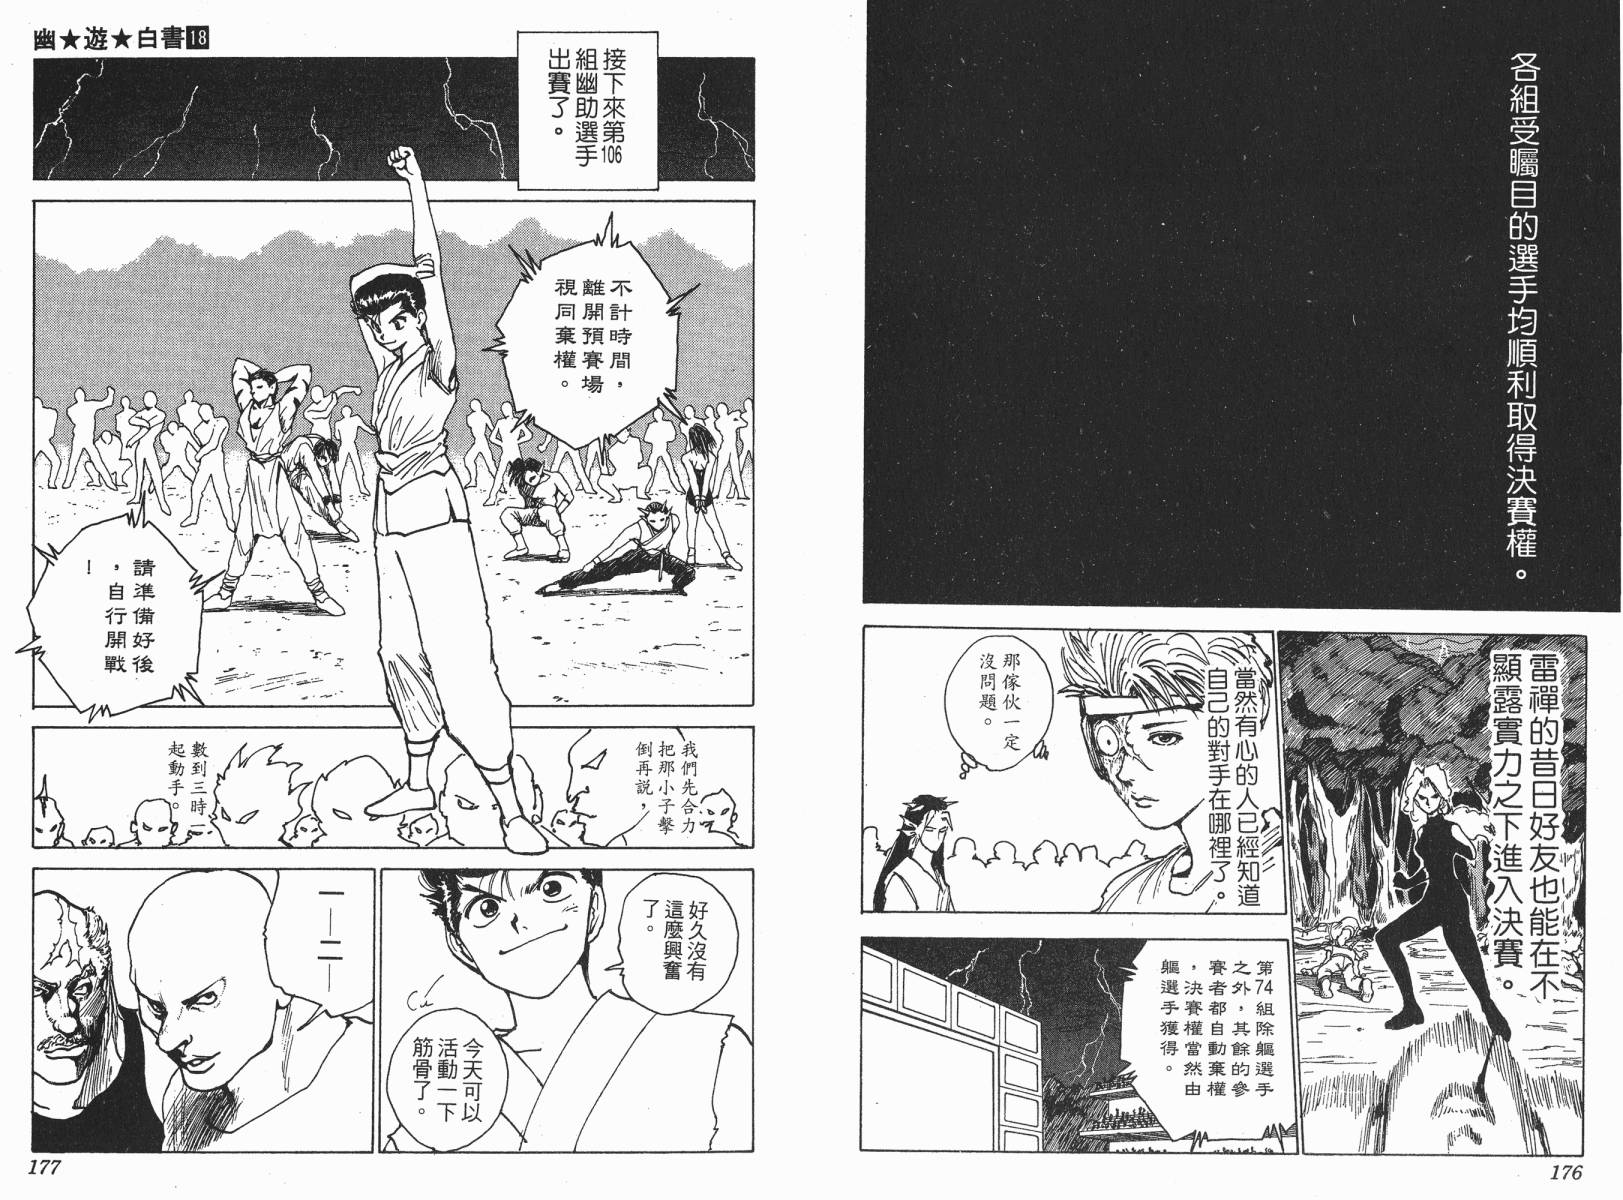 各組受矚目的選手均順利取得決賽權。
雷禪的昔日好友也能在不
顯露實力之下進入決賽。
當然有心的人已經知道
自己的對手在哪裡了。
那傢伙一定
沒問題。
第74組除軀選手
之外，其餘的參
賽者都自動棄權
，決賽權當然由
軀選手獲得。
176
幽★遊★白書18
接下來第106
組幽助選手
出賽了。
不計時間，
離開預賽場
視同棄權。
請準備好後
，自行開戰
！
我們先合力
把那小子擊
倒再說，
數到三時一
起動手。
好久沒有
這麼興奮
了。
今天可以
活動一下
筋骨了。
一—二—
177